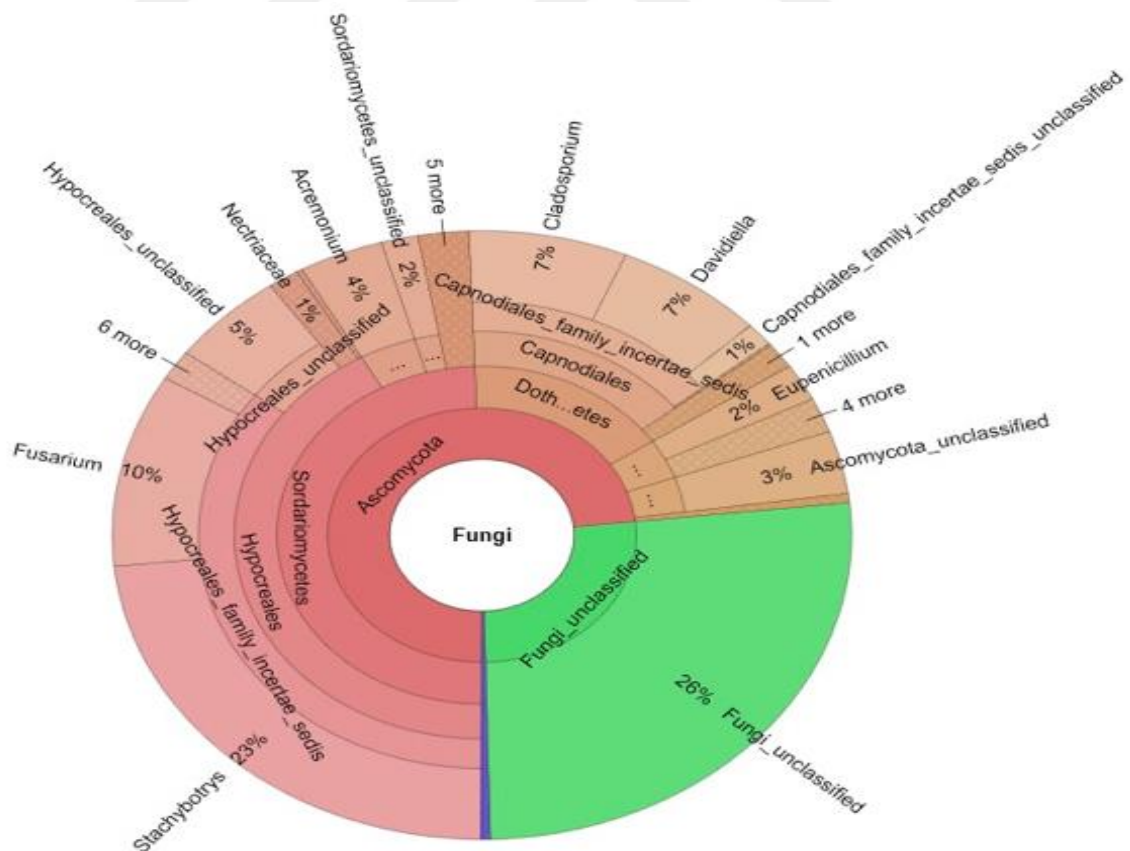 Sordariomycetes_unclassified
2%
5 more
Cladosporium
7%
Davidiella
7%
Capnodiales_family_incertae_sedis_unclassified
1%
1 more
Eupenicillium
2%
4 more
Ascomycota_unclassified
3%
Acremonium
4%
Nectriaceae
1%
Hypocreales_unclassified
5%
6 more
Fusarium 10%
Stachybotrys 23%
Capnodiales_family_incertae_sedis
Capnodiales
Doth...etes
...
...
...
...
Hypocreales_unclassified
Ascomycota
Sordariomycetes
Hypocreales
Hypocreales_family_incertae_sedis
Fungi
Fungi_unclassified
26% Fungi_unclassified